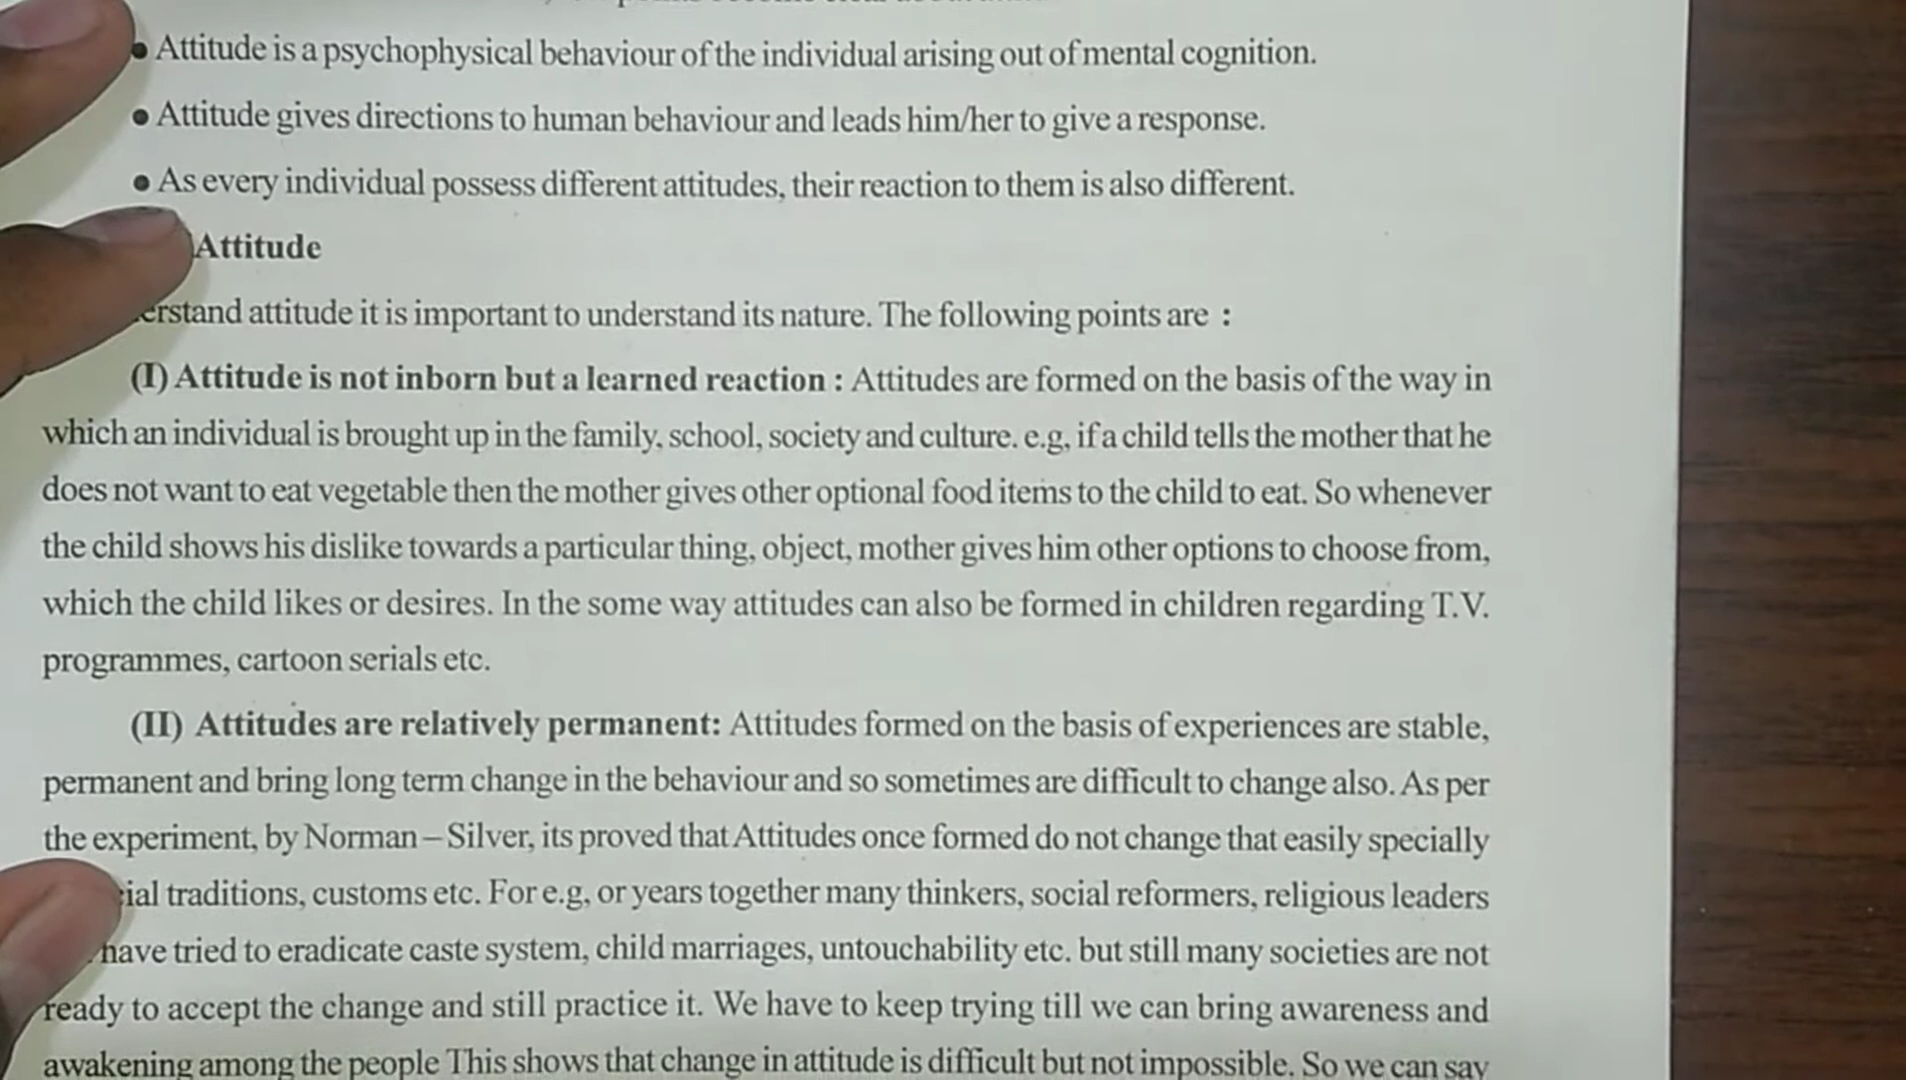 • Attitude is a psychophysical behaviour of the individual arising out of mental cognition.
• Attitude gives directions to human behaviour and leads him/her to give a response.
• As every individual possess different attitudes, their reaction to them is also different.
Attitude
attitude it is important to understand its nature. The following points are :
(I) Attitude is not inborn but a learned reaction : Attitudes are formed on the basis of the way in
which an individual is brought up in the family, school, society and culture. e.g, if a child tells the mother that he
does not want to eat vegetable then the mother gives other optional food items to the child to eat. So whenever
the child shows his dislike towards a particular thing, object, mother gives him other options to choose from,
which the child likes or desires. In the some way attitudes can also be formed in children regarding T.V.
programmes, cartoon serials etc.
(II) Attitudes are relatively permanent: Attitudes formed on the basis of experiences are stable,
permanent and bring long term change in the behaviour and so sometimes are difficult to change also. As per
the experiment, by Norman – Silver, its proved that Attitudes once formed do not change that easily specially
traditions, customs etc. For e.g, or years together many thinkers, social reformers, religious leaders
have tried to eradicate caste system, child marriages, untouchability etc. but still many societies are not
ready to accept the change and still practice it. We have to keep trying till we can bring awareness and
awakening among the people This shows that change in attitude is difficult but not impossible. So we can say